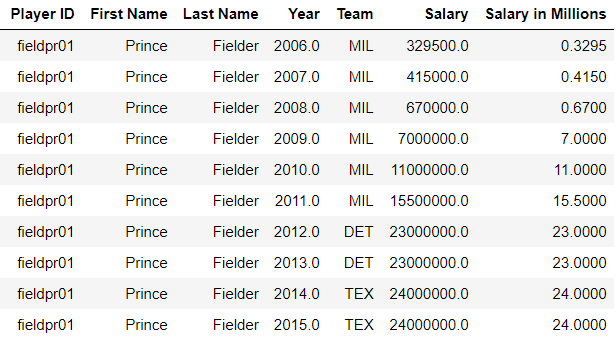 Player ID First Name Last Name Year Team Salary Salary in Millions
fieldpr01 Prince Fielder 2006.0 MIL 329500.0 0.3295
fieldpr01 Prince Fielder 2007.0 MIL 415000.0 0.4150
fieldpr01 Prince Fielder 2008.0 MIL 670000.0 0.6700
fieldpr01 Prince Fielder 2009.0 MIL 7000000.0 7.0000
fieldpr01 Prince Fielder 2010.0 MIL 11000000.0 11.0000
fieldpr01 Prince Fielder 2011.0 MIL 15500000.0 15.5000
fieldpr01 Prince Fielder 2012.0 DET 23000000.0 23.0000
fieldpr01 Prince Fielder 2013.0 DET 23000000.0 23.0000
fieldpr01 Prince Fielder 2014.0 TEX 24000000.0 24.0000
fieldpr01 Prince Fielder 2015.0 TEX 24000000.0 24.0000